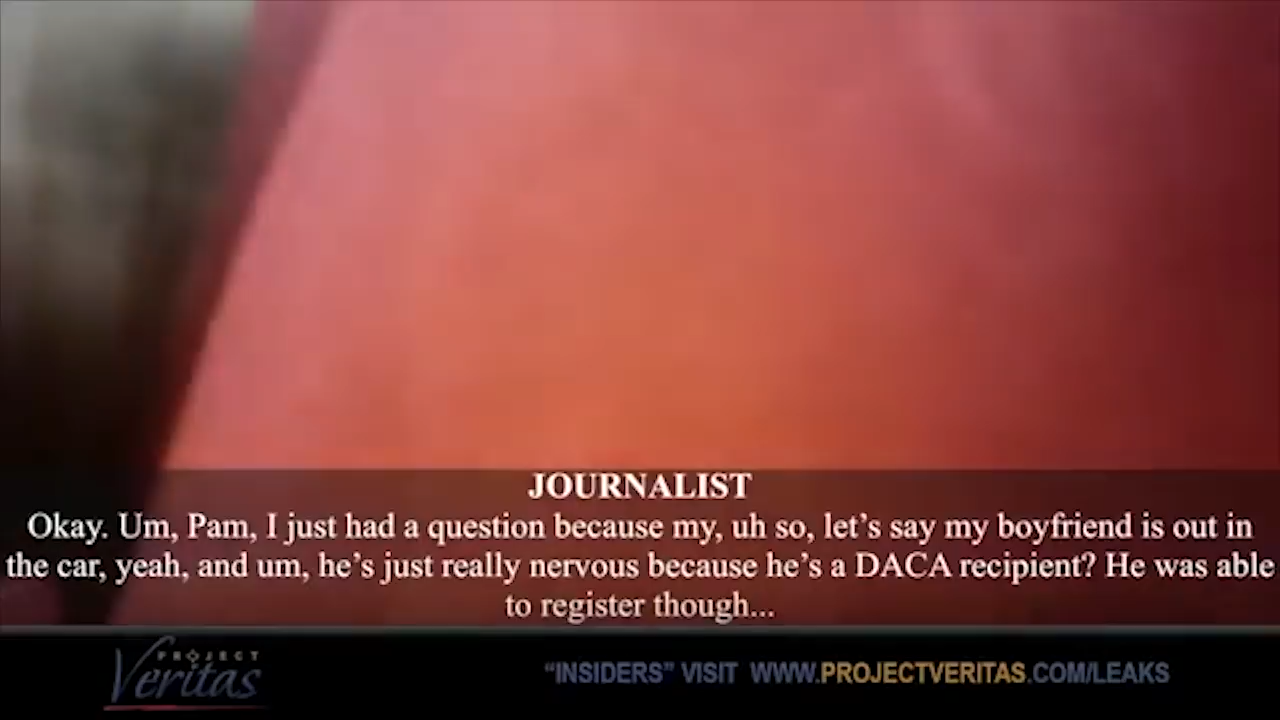 JOURNALIST
Okay. Um, Pam, I just had a question because my, uh so, let’s say my boyfriend is out in
the car, yeah, and um, he’s just really nervous because he’s a DACA recipient? He was able
to register though...
PROJECT
Veritas
“INSIDERS” VISIT WWW.PROJECTVERITAS.COM/LEAKS